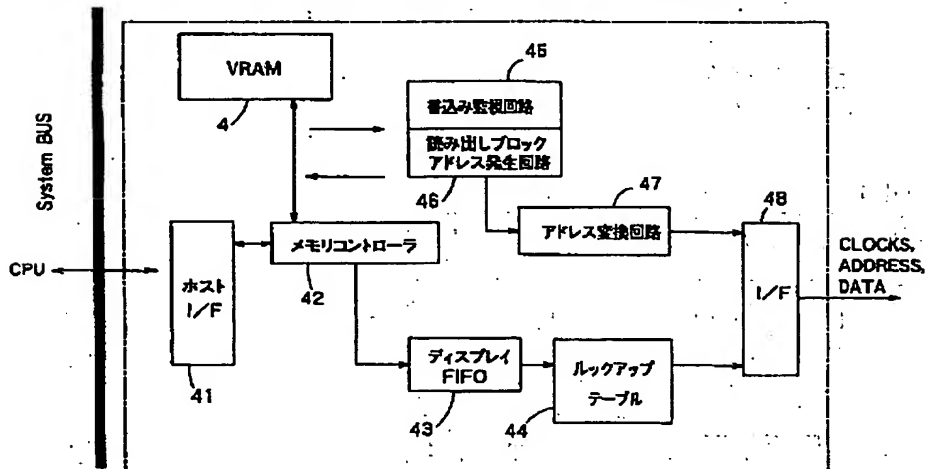 System BUS
CPU
VRAM
4
45
書込み監視回路
読み出しブロック
アドレス発生回路
46
47
アドレス変換回路
48
I/F
CLOCKS,
ADDRESS,
DATA
メモリコントローラ
42
ホスト
I/F
41
ディスプレイ
FIFO
43
ルックアップ
テーブル
44